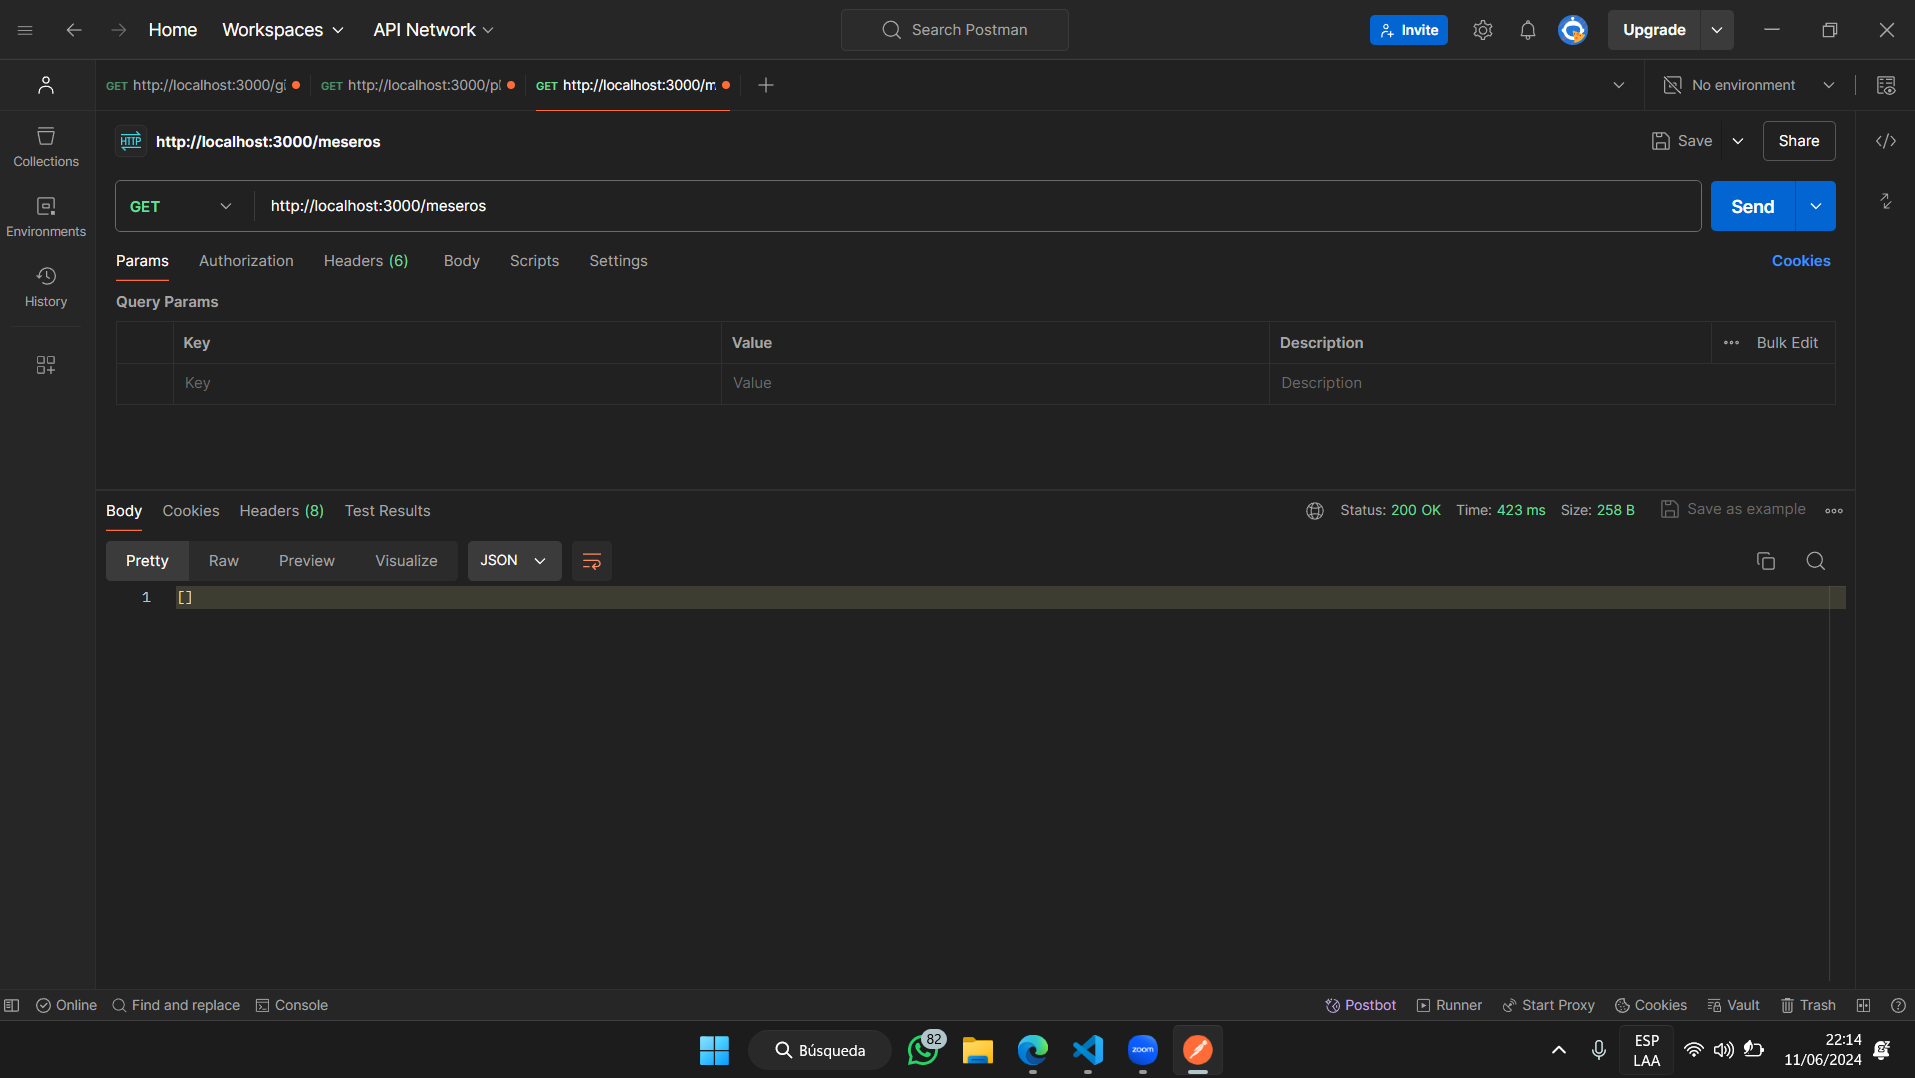 Home
Workspaces
API Network
Search Postman
Invite
Upgrade
GET http://localhost:3000/gi
GET http://localhost:3000/pl
GET http://localhost:3000/m
No environment
Collections
Environments
History
HTTP
http://localhost:3000/meseros
Save
Share
GET
http://localhost:3000/meseros
Send
Params
Authorization
Headers (6)
Body
Scripts
Settings
Cookies
Query Params
Key
Value
Description
Bulk Edit
Key
Value
Description
Body
Cookies
Headers (8)
Test Results
Status: 200 OK
Time: 423 ms
Size: 258 B
Save as example
Pretty
Raw
Preview
Visualize
JSON
1
[]
Online
Find and replace
Console
Postbot
Runner
Start Proxy
Cookies
Vault
Trash
Búsqueda
82
zoom
ESP
LAA
22:14
11/06/2024